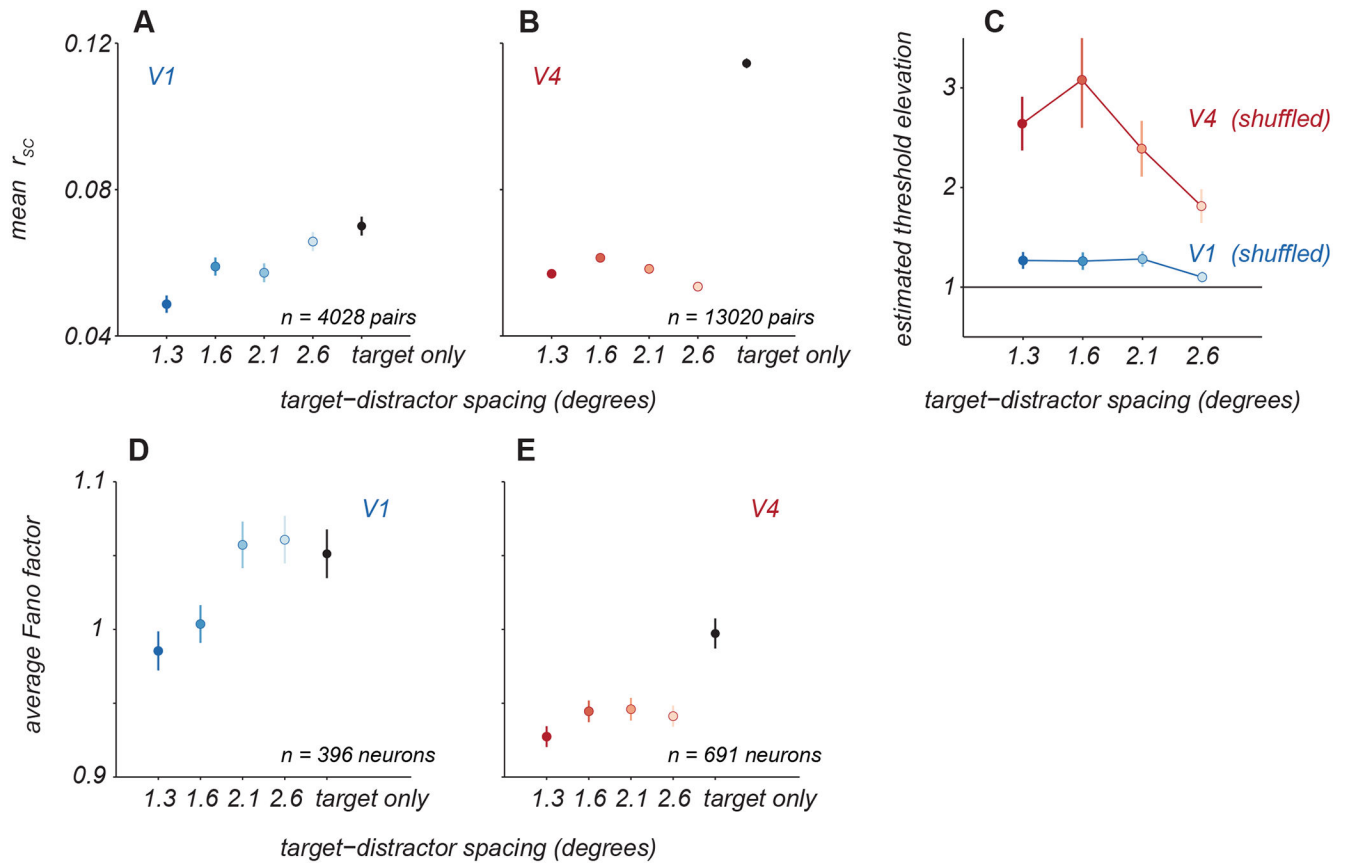 A
B
C
V1
V4
0.12
0.08
0.04
mean rSC
n = 4028 pairs
n = 13020 pairs
1.3 1.6 2.1 2.6 target only
1.3 1.6 2.1 2.6 target only
target−distractor spacing (degrees)
estimated threshold elevation
3
2
1
V4 (shuffled)
V1 (shuffled)
1.3 1.6 2.1 2.6
target−distractor spacing (degrees)
D
E
V1
V4
1.1
1
0.9
average Fano factor
n = 396 neurons
n = 691 neurons
1.3 1.6 2.1 2.6 target only
1.3 1.6 2.1 2.6 target only
target−distractor spacing (degrees)